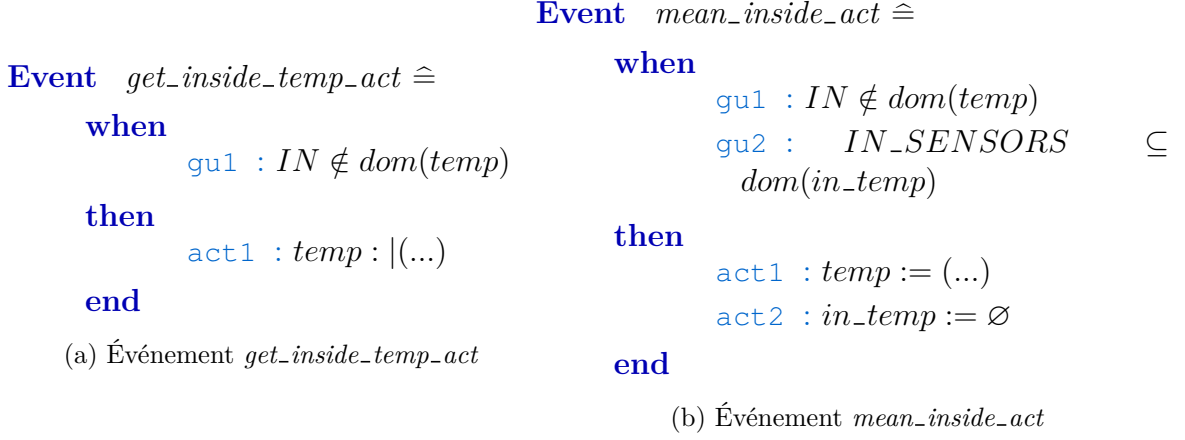 Event get_inside_temp_act ≙
when
gu1 : IN ∉ dom(temp)
then
act1 : temp : |(...)
end
(a) Événement get_inside_temp_act
Event mean_inside_act ≙
when
gu1 : IN ∉ dom(temp)
gu2 : IN_SENSORS ⊆
dom(in_temp)
then
act1 : temp := (...)
act2 : in_temp := ∅
end
(b) Événement mean_inside_act